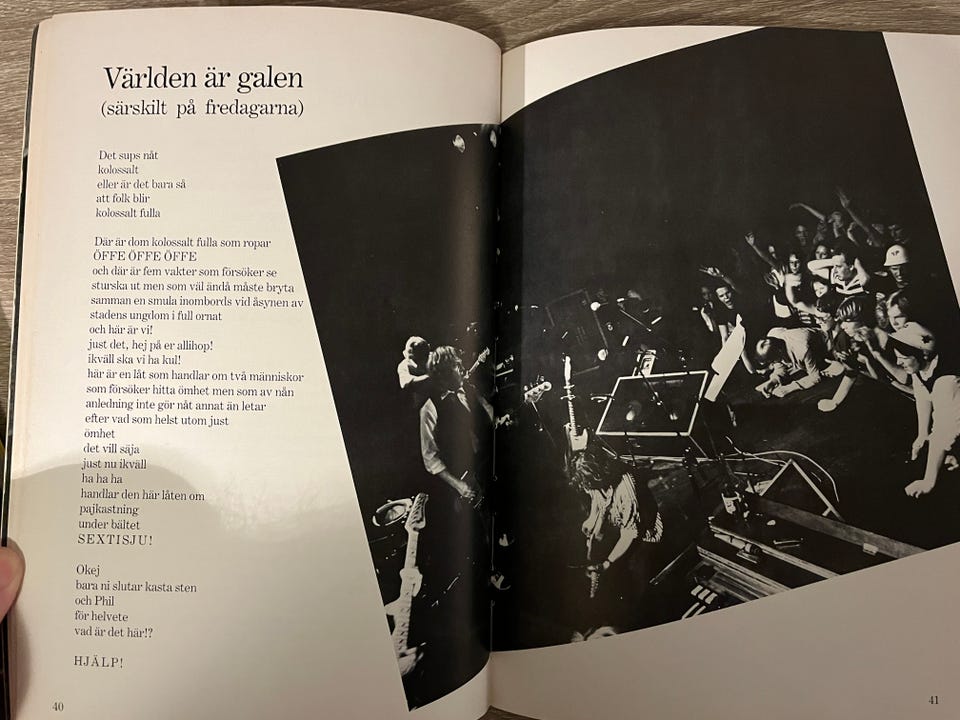 Världen är galen
(särskilt på fredagarna)
Det sups nåt
kolossalt
eller är det bara så
att folk blir
kolossalt fulla
Där är dom kolossalt fulla som ropar
ÖFFE ÖFFE ÖFFE
och där är fem vakter som försöker se
sturska ut men som väl ändå måste bryta
samman en smula inombords vid åsynen av
stadens ungdom i full ornat
och här är vi!
just det, hej på er allihop!
ikväll ska vi ha kul!
här är en låt som handlar om två människor
som försöker hitta ömhet men som av nån
anledning inte gör nåt annat än letar
efter vad som helst utom just
ömhet
det vill säja
just nu ikväll
ha ha ha
handlar den här låten om
pajkastning
under bältet
SEXTISJU!
Okej
bara ni slutar kasta sten
och Phil
för helvete
vad är det här!?
HJÄLP!
40
41